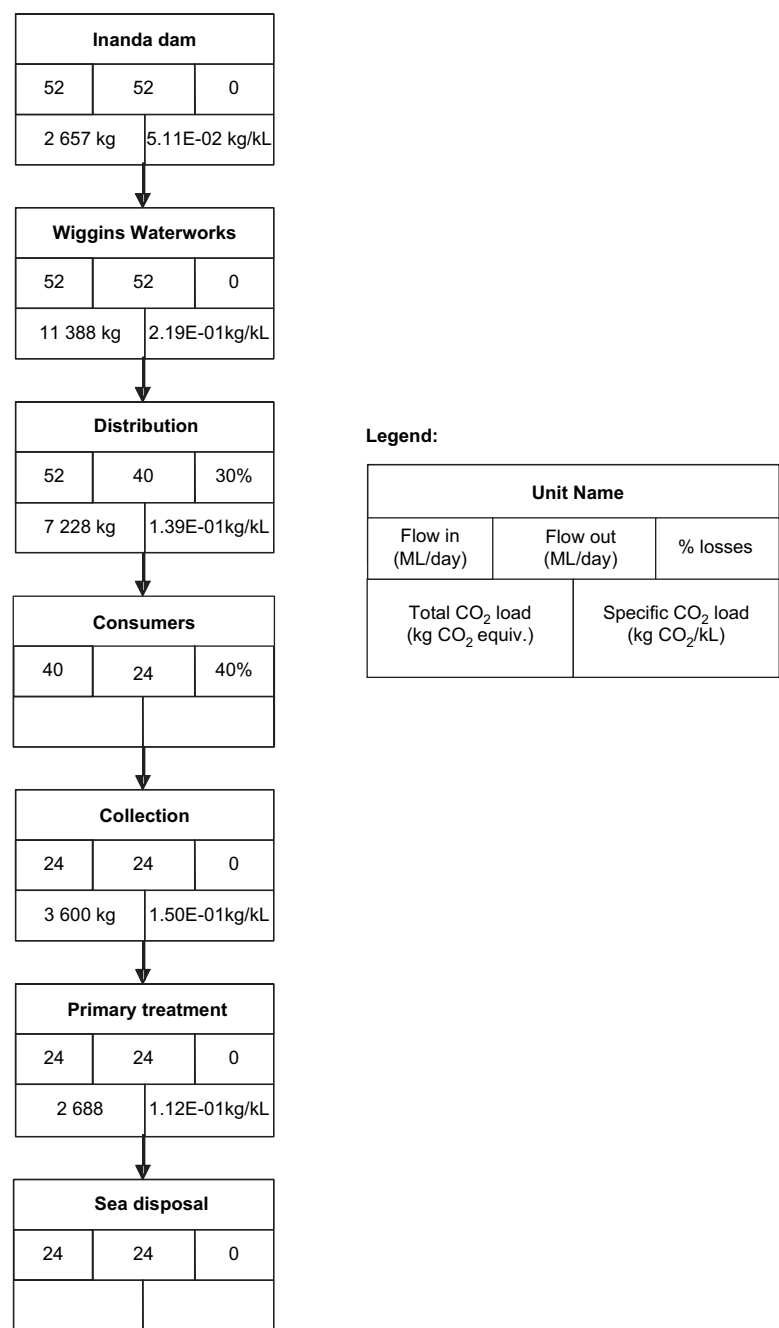 Inanda dam
52 52 0
2 657 kg 5.11E-02 kg/kL
Wiggins Waterworks
52 52 0
11 388 kg 2.19E-01kg/kL
Distribution
52 40 30%
7 228 kg 1.39E-01kg/kL
Consumers
40 24 40%
Collection
24 24 0
3 600 kg 1.50E-01kg/kL
Primary treatment
24 24 0
2 688 1.12E-01kg/kL
Sea disposal
24 24 0
Legend:
Unit Name
Flow in
(ML/day)
Flow out
(ML/day)
% losses
Total CO₂ load
(kg CO₂ equiv.)
Specific CO₂ load
(kg CO₂/kL)